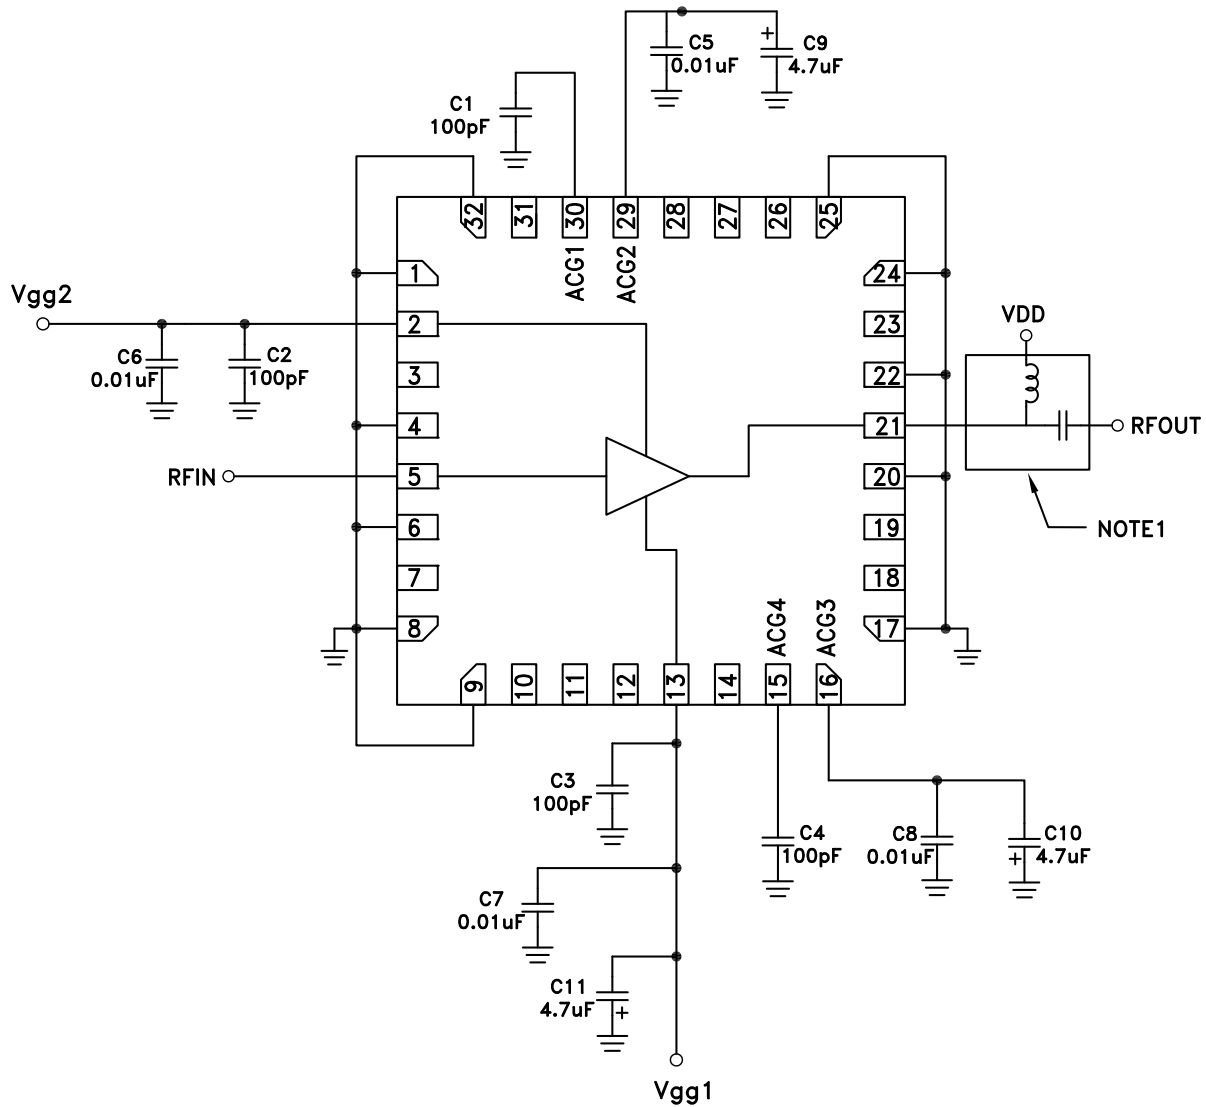 C5
0.01uF
+
C9
4.7uF
C1
100pF
32
31
30
29
28
27
26
25
ACG1
ACG2
1
2
3
4
5
6
7
8
24
23
22
21
20
19
18
17
Vgg2
C6
0.01uF
C2
100pF
RFIN
VDD
RFOUT
NOTE1
ACG4
ACG3
9
10
11
12
13
14
15
16
C3
100pF
C4
100pF
C8
0.01uF
C10
+
4.7uF
C7
0.01uF
C11
4.7uF
+
Vgg1